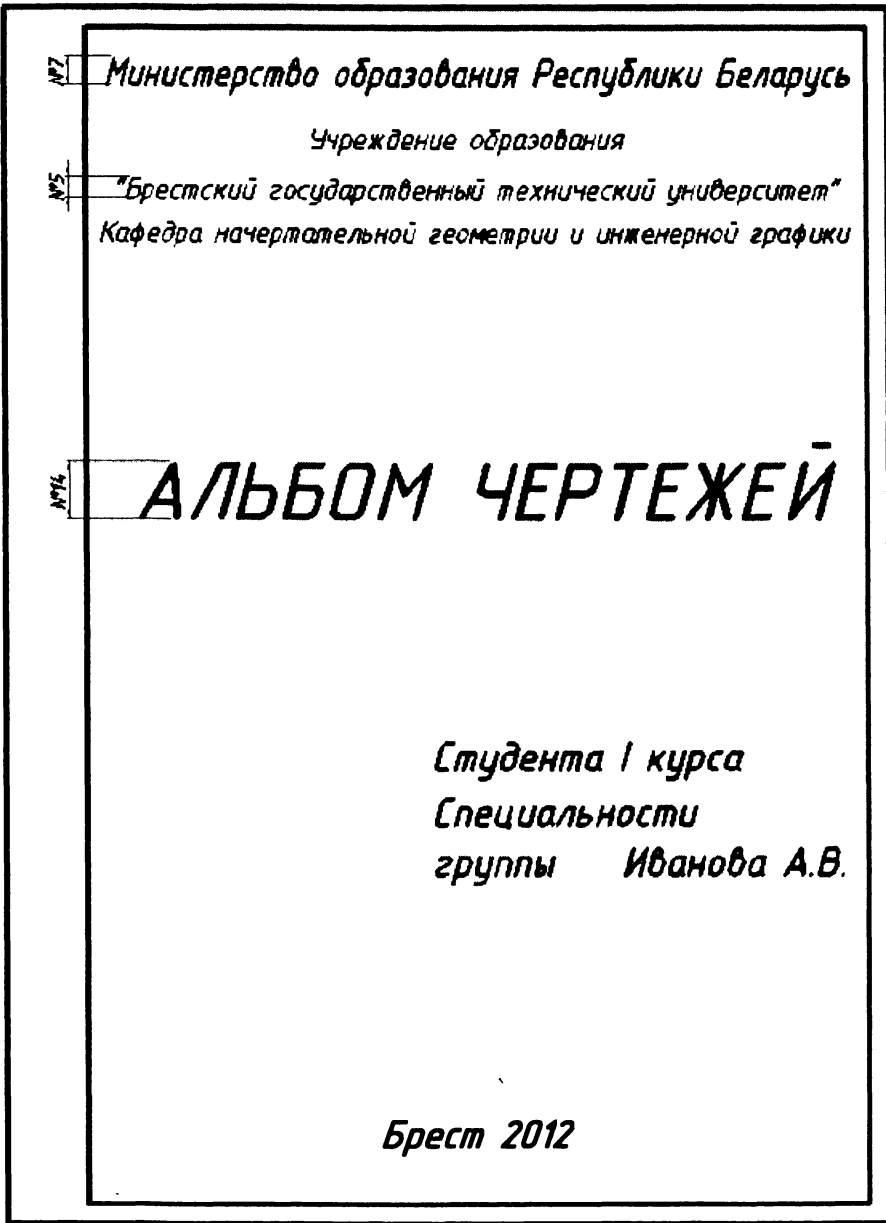 №7
Министерство образования Республики Беларусь
Учреждение образования
№5
"Брестский государственный технический университет"
Кафедра начертательной геометрии и инженерной графики
№14
АЛЬБОМ ЧЕРТЕЖЕЙ
Студента I курса
Специальности
группы Иванова А.В.
Брест 2012